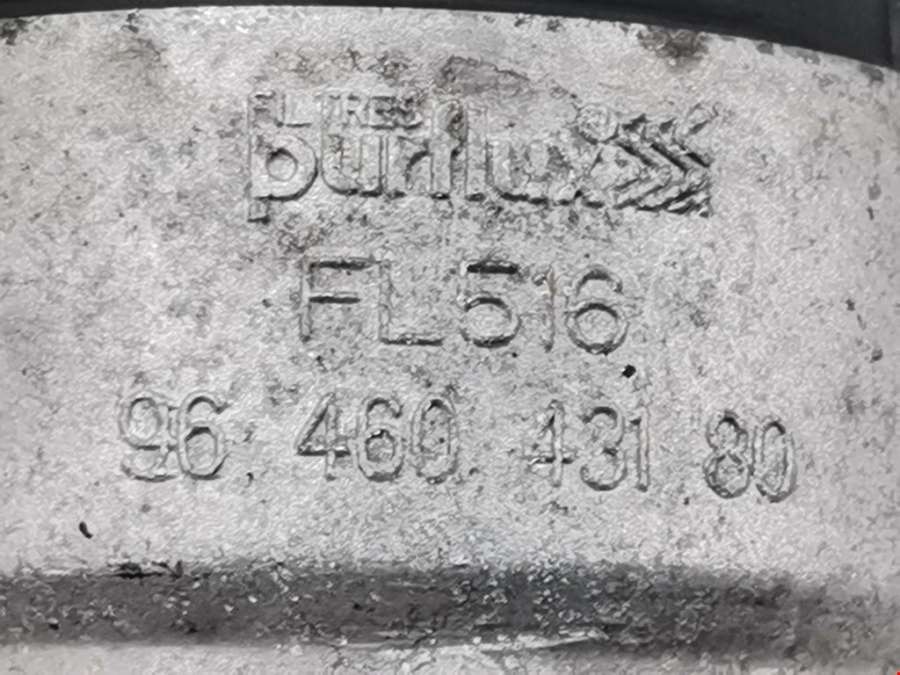 FILTRES
purflux®
FL516
96 460 431 80